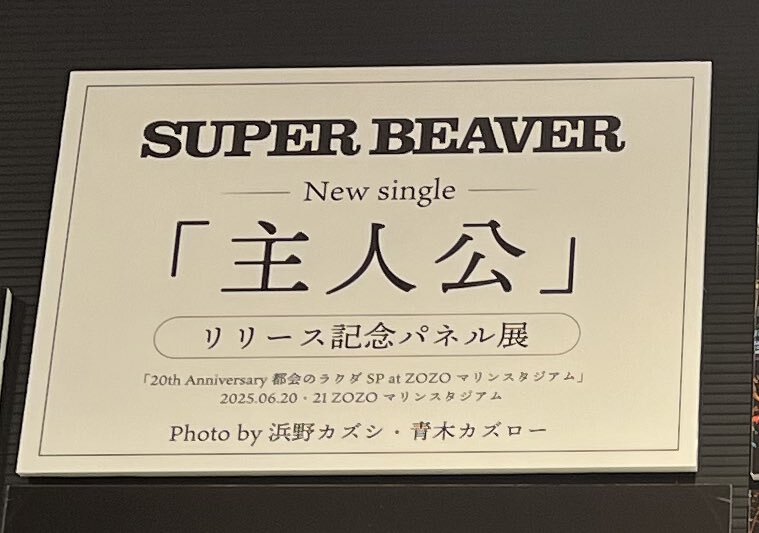 SUPER BEAVER
New single
「主人公」
リリース記念パネル展
「20th Anniversary 都会のラクダ SP at ZOZO マリンスタジアム」
2025.06.20・21 ZOZO マリンスタジアム
Photo by 浜野カズシ・青木カズロー